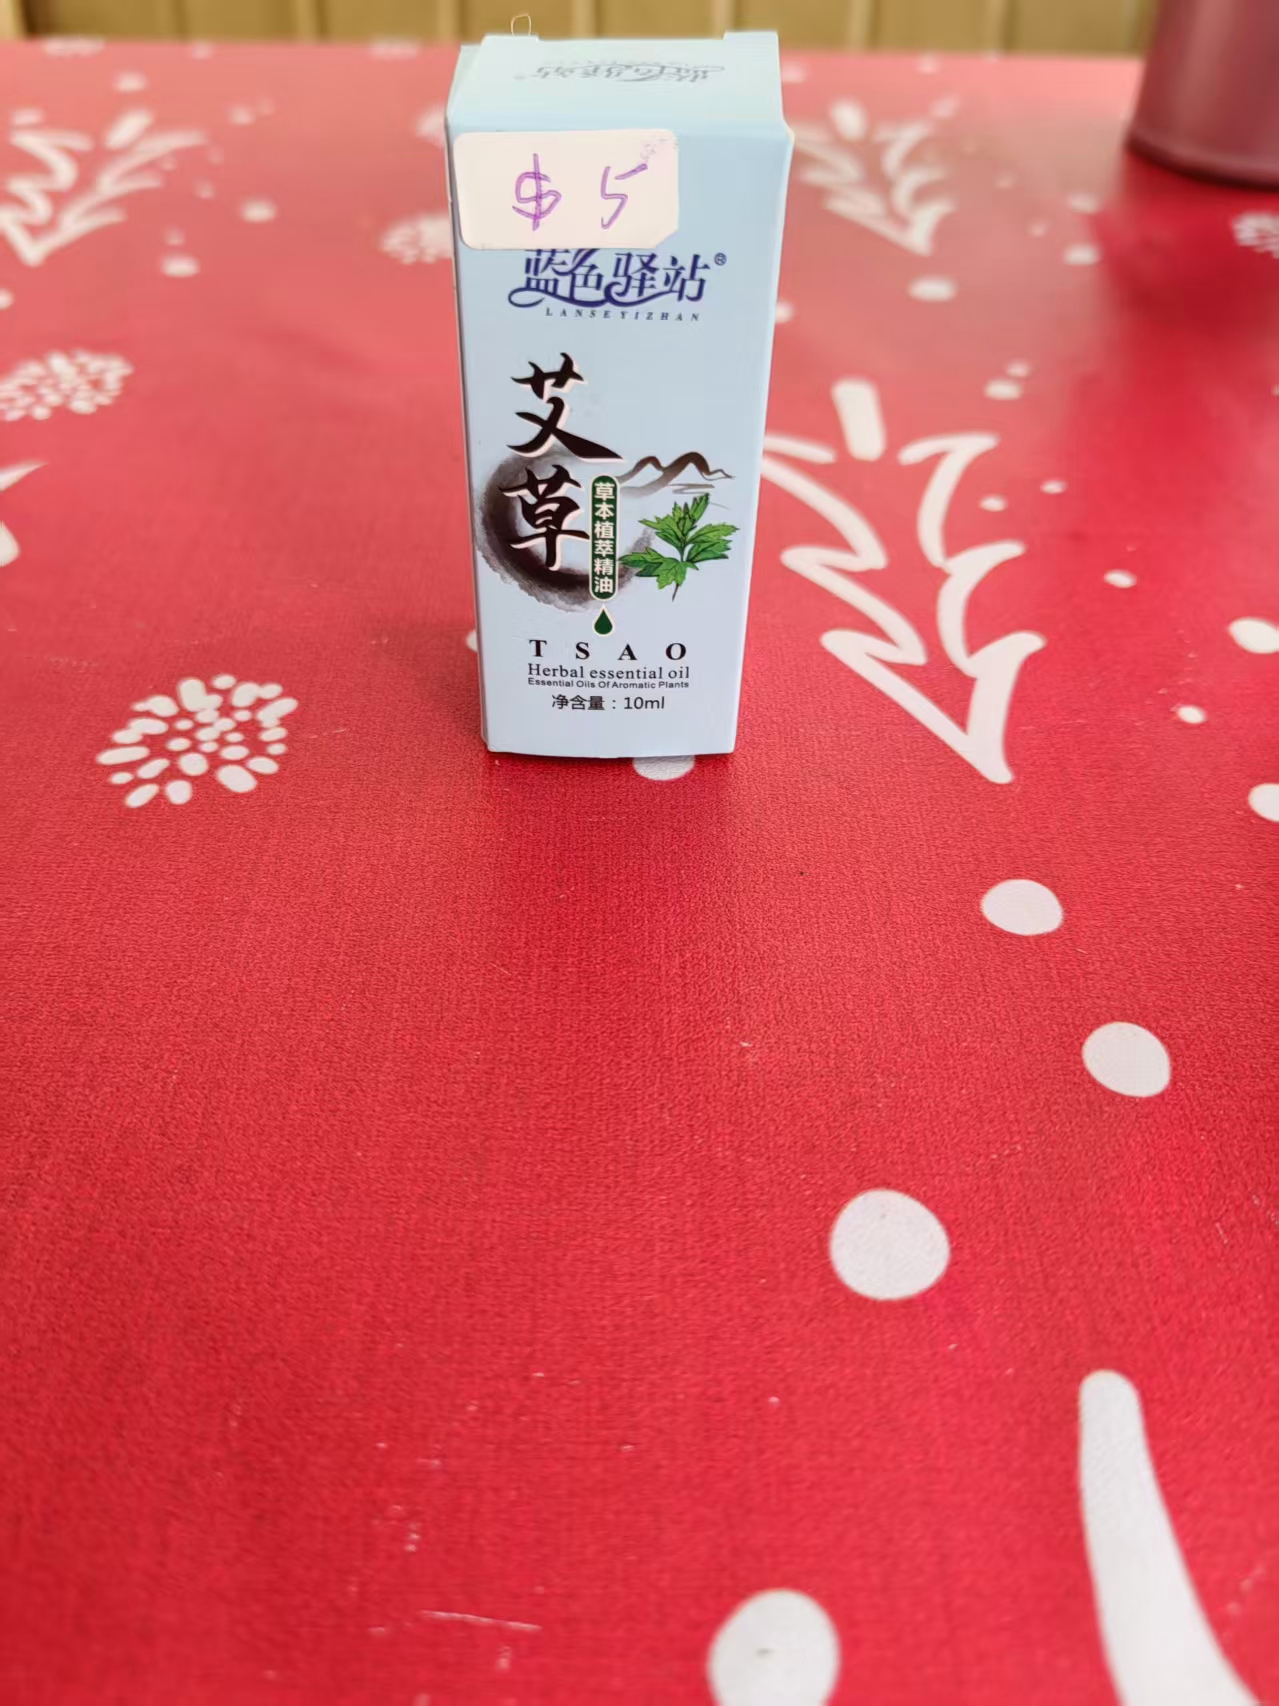 $ 5
蓝色驿站®
LANSEYIZHAN
艾草
草本植萃精油
TSAO
Herbal essential oil
Essential Oils Of Aromatic Plants
净含量：10ml